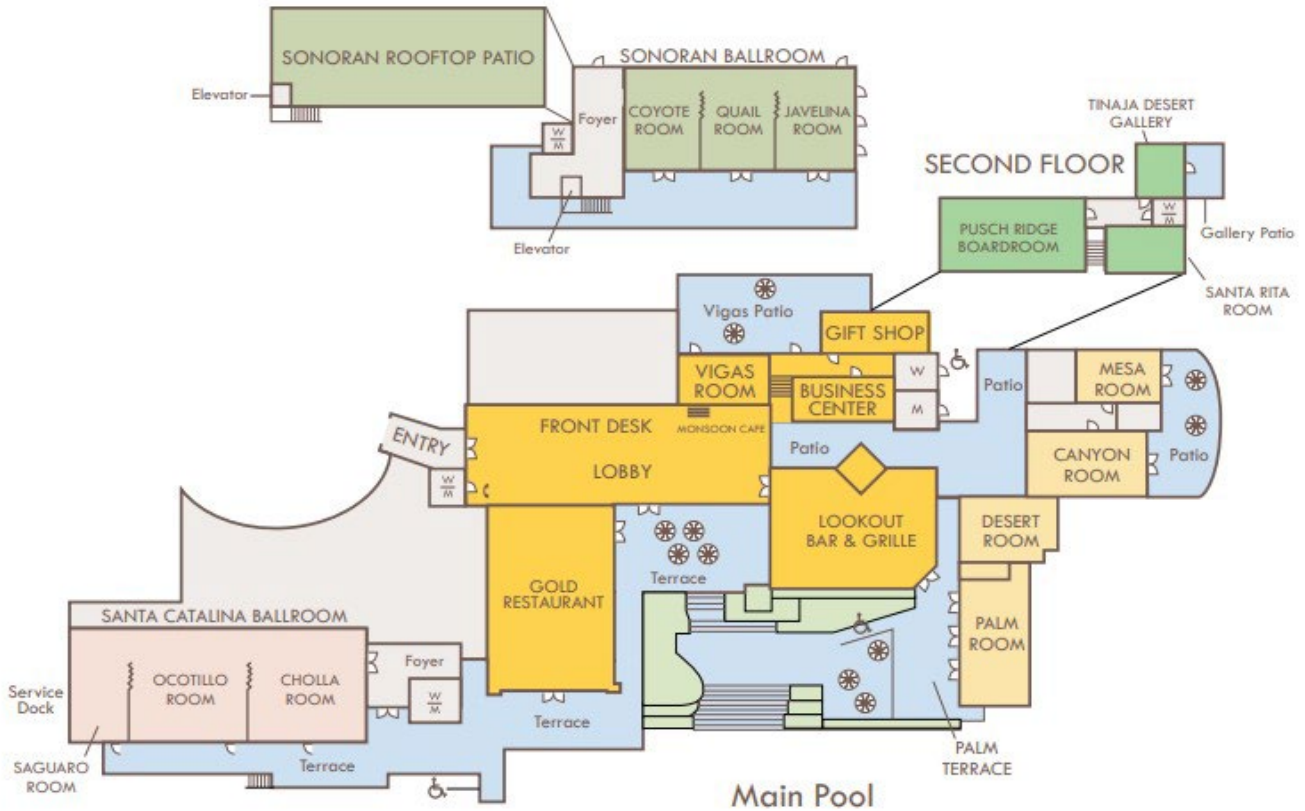 SONORAN ROOFTOP PATIO
Elevator
SONORAN BALLROOM
Foyer
COYOTE
ROOM
QUAIL
ROOM
JAVELINA
ROOM
W
M
Elevator
TINAJA DESERT
GALLERY
SECOND FLOOR
PUSCH RIDGE
BOARDROOM
W
M
Gallery Patio
SANTA RITA
ROOM
Vigas Patio
GIFT SHOP
VIGAS
ROOM
BUSINESS
CENTER
W
M
Patio
MESA
ROOM
ENTRY
FRONT DESK
MONSOON CAFE
LOBBY
Patio
CANYON
ROOM
Patio
W
M
LOOKOUT
BAR & GRILLE
DESERT
ROOM
Terrace
GOLD
RESTAURANT
PALM
ROOM
SANTA CATALINA BALLROOM
Foyer
OCOTILLO
ROOM
CHOLLA
ROOM
W
M
Service
Dock
Terrace
SAGUARO
ROOM
Terrace
PALM
TERRACE
Main Pool